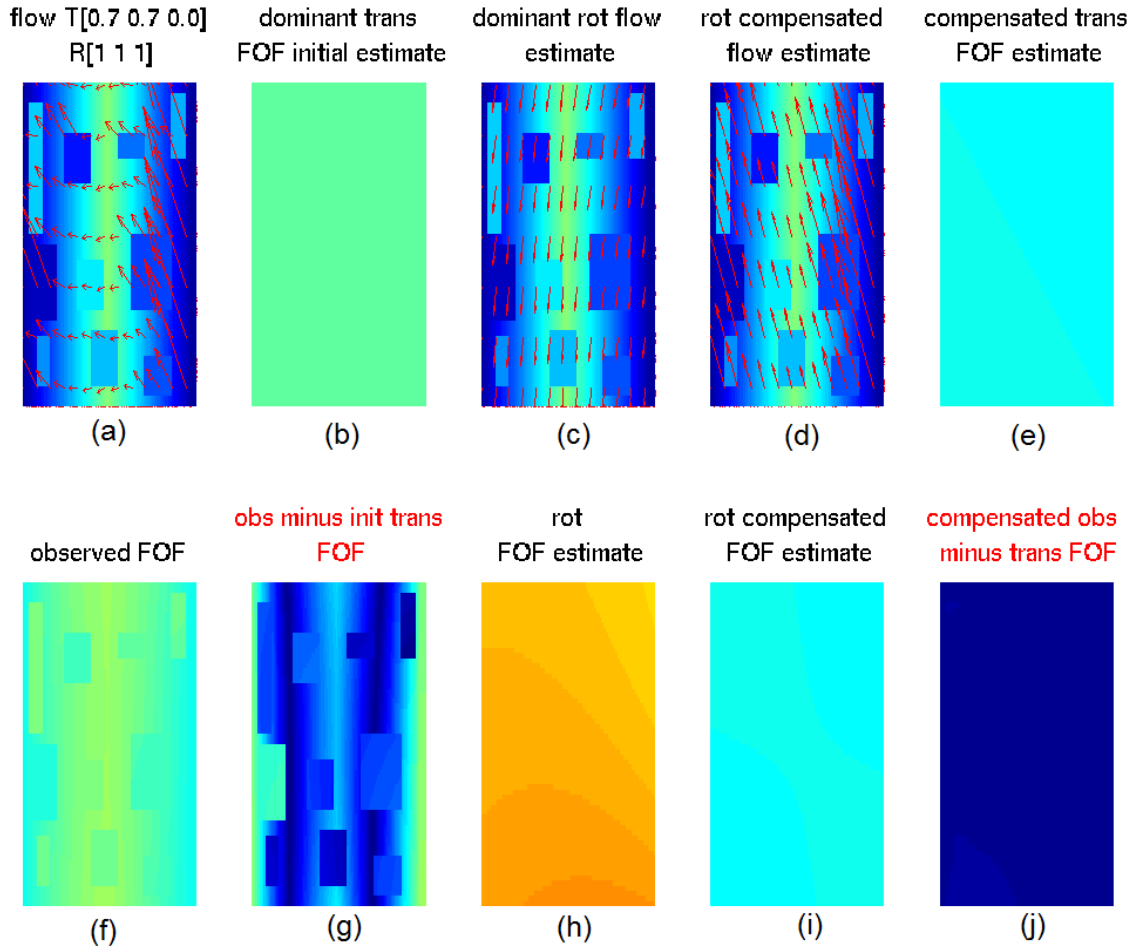 flow T[0.7 0.7 0.0]
R[1 1 1]
dominant trans
FOF initial estimate
dominant rot flow
estimate
rot compensated
flow estimate
compensated trans
FOF estimate
(a)
(b)
(c)
(d)
(e)
observed FOF
obs minus init trans
FOF
rot
FOF estimate
rot compensated
FOF estimate
compensated obs
minus trans FOF
(f)
(g)
(h)
(i)
(j)